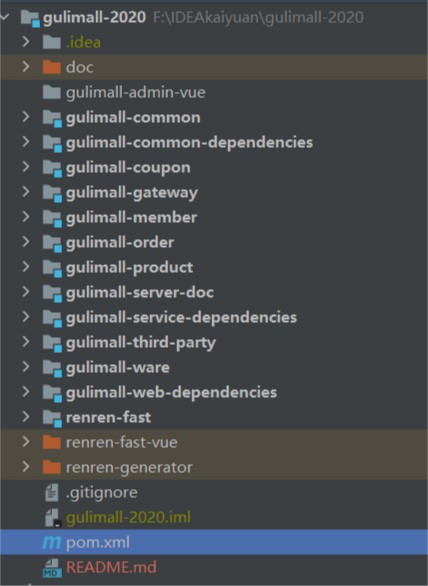 gulimall-2020 F:\IDEAkaiyuan\gulimall-2020
.idea
doc
gulimall-admin-vue
gulimall-common
gulimall-common-dependencies
gulimall-coupon
gulimall-gateway
gulimall-member
gulimall-order
gulimall-product
gulimall-server-doc
gulimall-service-dependencies
gulimall-third-party
gulimall-ware
gulimall-web-dependencies
renren-fast
renren-fast-vue
renren-generator
.gitignore
gulimall-2020.iml
pom.xml
README.md